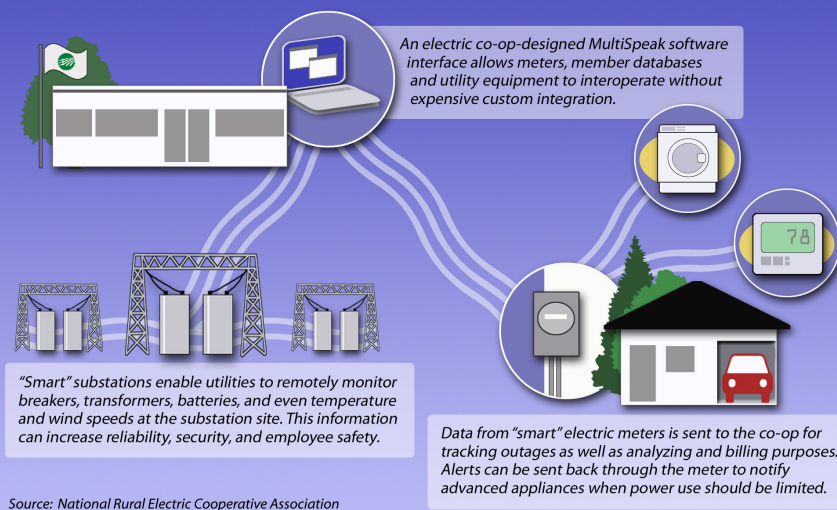 An electric co-op-designed MultiSpeak software
interface allows meters, member databases
and utility equipment to interoperate without
expensive custom integration.
78
“Smart” substations enable utilities to remotely monitor
breakers, transformers, batteries, and even temperature
and wind speeds at the substation site. This information
can increase reliability, security, and employee safety.
Data from “smart” electric meters is sent to the co-op for
tracking outages as well as analyzing and billing purposes.
Alerts can be sent back through the meter to notify
advanced appliances when power use should be limited.
Source: National Rural Electric Cooperative Association